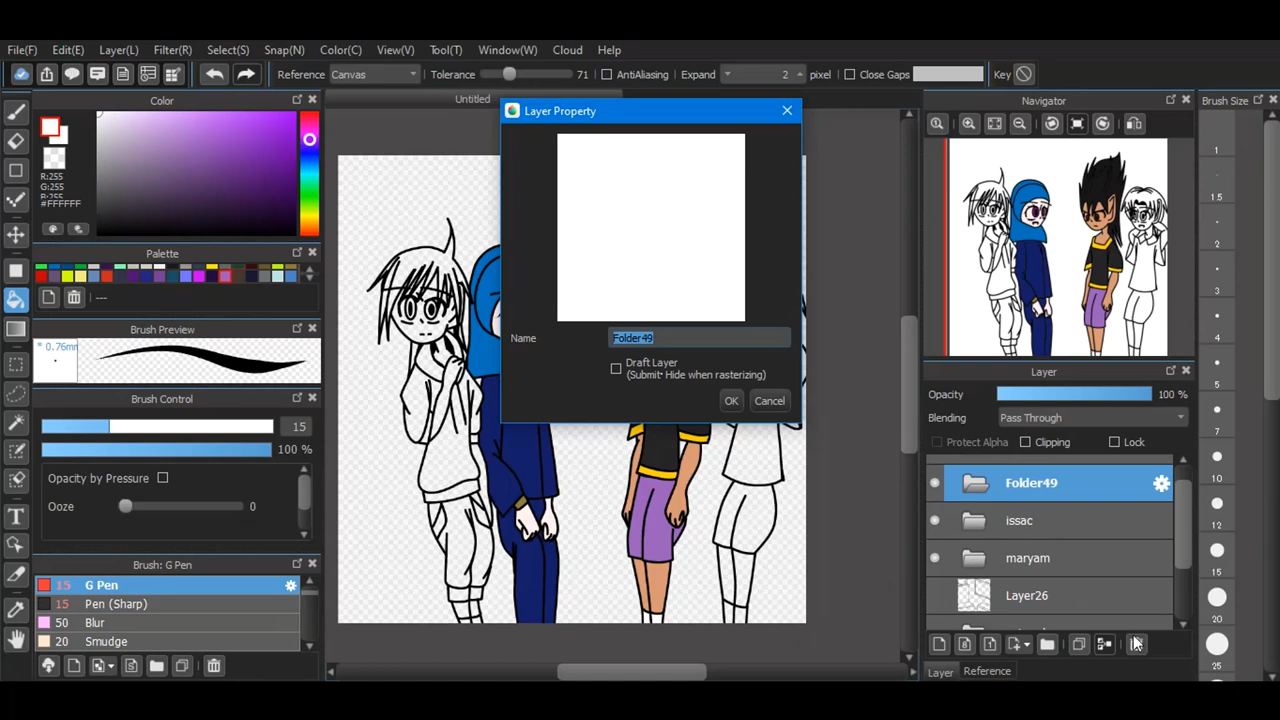 File(F) Edit(E) Layer(L) Filter(R) Select(S) Snap(N) Color(C) View(V) Tool(T) Window(W) Cloud Help
Reference Canvas Tolerance 71 AntiAliasing Expand 2 pixel Close Gaps Key
Color
R:255
G:255
B:255
#FFFFFF
Palette
---
Brush Preview
* 0.76mm
Brush Control
15
100 %
Opacity by Pressure
Ooze 0
Brush: G Pen
15 G Pen
15 Pen (Sharp)
50 Blur
20 Smudge
Untitled
Layer Property
Name Folder49
Draft Layer
(Submit・Hide when rasterizing)
OK Cancel
Navigator
Layer
Opacity 100 %
Blending Pass Through
Protect Alpha Clipping Lock
Folder49
issac
maryam
Layer26
Layer Reference
Brush Size
1
1.5
2
3
4
5
7
10
12
15
20
25